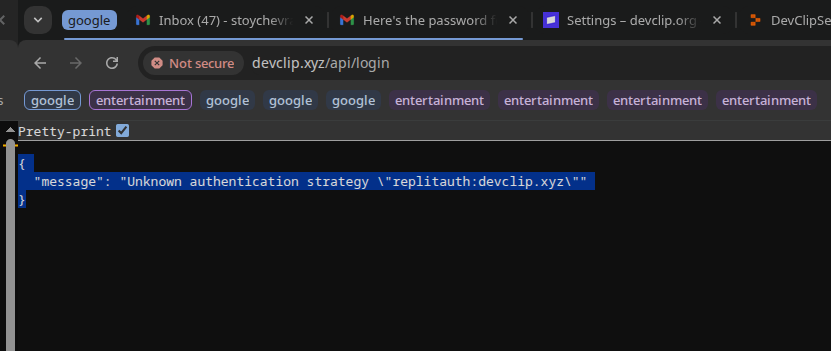 google Inbox (47) - stoychevr Here's the password f Settings – devclip.org DevClipSe
Not secure devclip.xyz/api/login
s google entertainment google google google entertainment entertainment entertainment entertainment
Pretty-print
{
"message": "Unknown authentication strategy \"replitauth:devclip.xyz\""
}